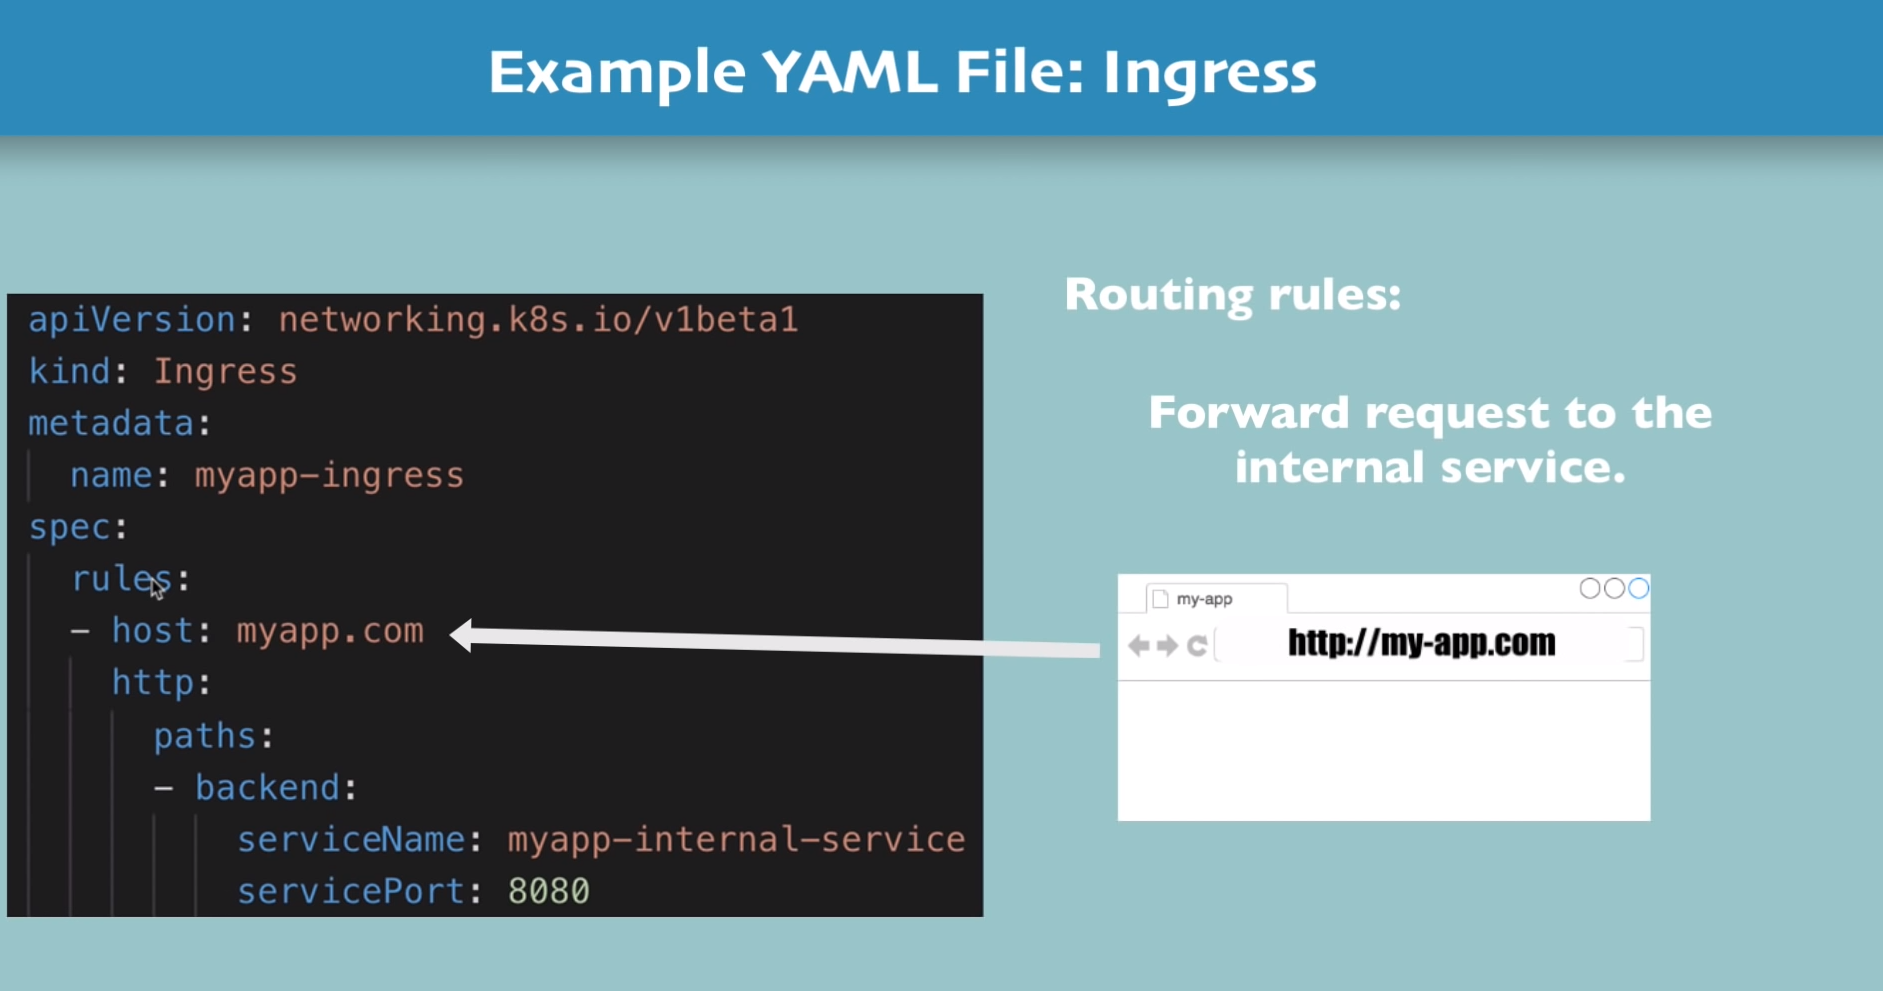 Example YAML File: Ingress
apiVersion: networking.k8s.io/v1beta1
kind: Ingress
metadata:
name: myapp-ingress
spec:
rules:
- host: myapp.com
http:
paths:
- backend:
serviceName: myapp-internal-service
servicePort: 8080
Routing rules:
Forward request to the
internal service.
my-app
http://my-app.com